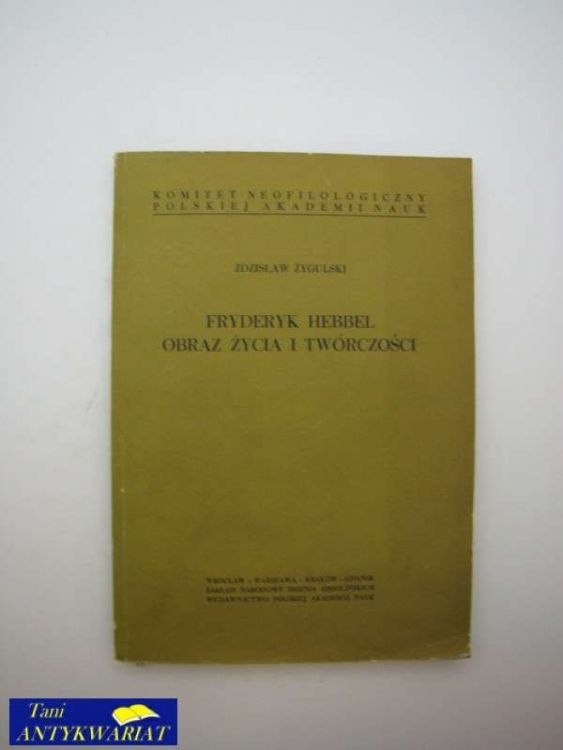 KOMITET NEOFILOLOGICZNY
POLSKIEJ AKADEMII NAUK
ZDZISŁAW ŻYGULSKI
FRYDERYK HEBBEL
OBRAZ ŻYCIA I TWÓRCZOŚCI
WROCŁAW – WARSZAWA – KRAKÓW – GDAŃSK
ZAKŁAD NARODOWY IMIENIA OSSOLIŃSKICH
WYDAWNICTWO POLSKIEJ AKADEMII NAUK
Tani
ANTYKWARIAT